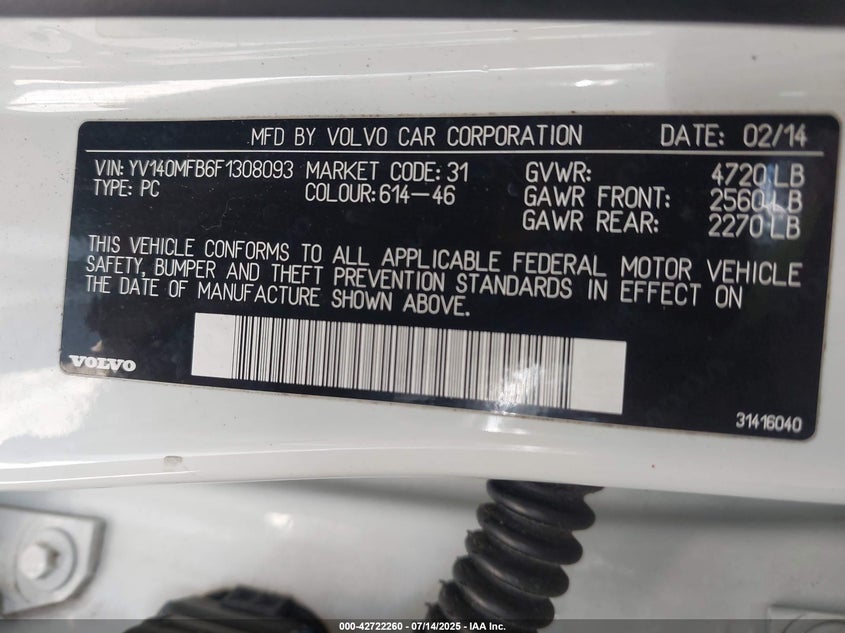 MFD BY VOLVO CAR CORPORATION DATE: 02/14
VIN: YV140MFB6F1308093 MARKET CODE: 31 GVWR: 4720 LB
TYPE: PC COLOUR: 614-46 GAWR FRONT: 2560 LB
GAWR REAR: 2270 LB
THIS VEHICLE CONFORMS TO ALL APPLICABLE FEDERAL MOTOR VEHICLE
SAFETY, BUMPER AND THEFT PREVENTION STANDARDS IN EFFECT ON
THE DATE OF MANUFACTURE SHOWN ABOVE.
VOLVO
31416040
000-42722260 - 07/14/2025 - IAA Inc.